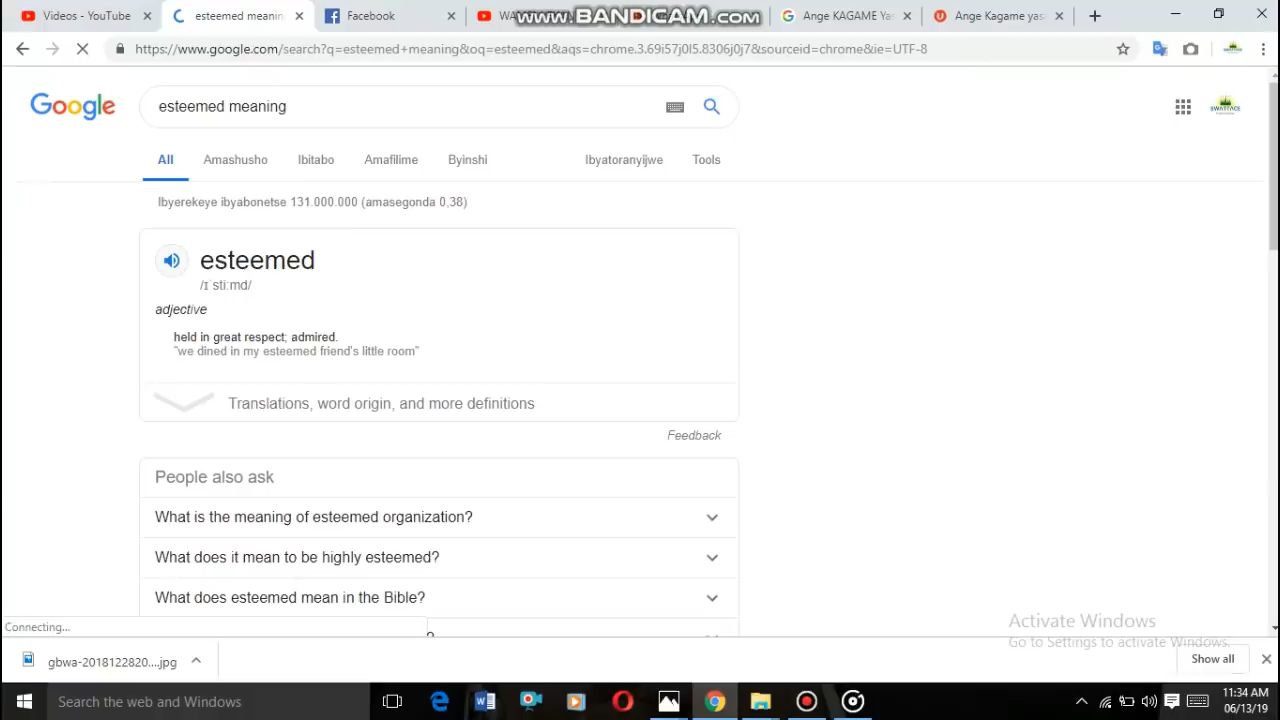 Videos - YouTube
esteemed meaning
Facebook
www.BANDICAM.com
Ange KAGAME Yas
Ange Kagame yas
https://www.google.com/search?q=esteemed+meaning&oq=esteemed&aqs=chrome.3.69i57j0l5.8306j0j7&sourceid=chrome&ie=UTF-8
Google
esteemed meaning
SWATTACE
All
Amashusho
Ibitabo
Amafilime
Byinshi
Ibyatoranyijwe
Tools
Ibyerekeye ibyabonetse 131.000.000 (amasegonda 0,38)
esteemed
/ɪˈstiːmd/
adjective
held in great respect; admired.
"we dined in my esteemed friend's little room"
Translations, word origin, and more definitions
Feedback
People also ask
What is the meaning of esteemed organization?
What does it mean to be highly esteemed?
What does esteemed mean in the Bible?
Connecting...
Activate Windows
Go to Settings to activate Windows.
gbwa-2018122820....jpg
Show all
Search the web and Windows
11:34 AM
06/13/19